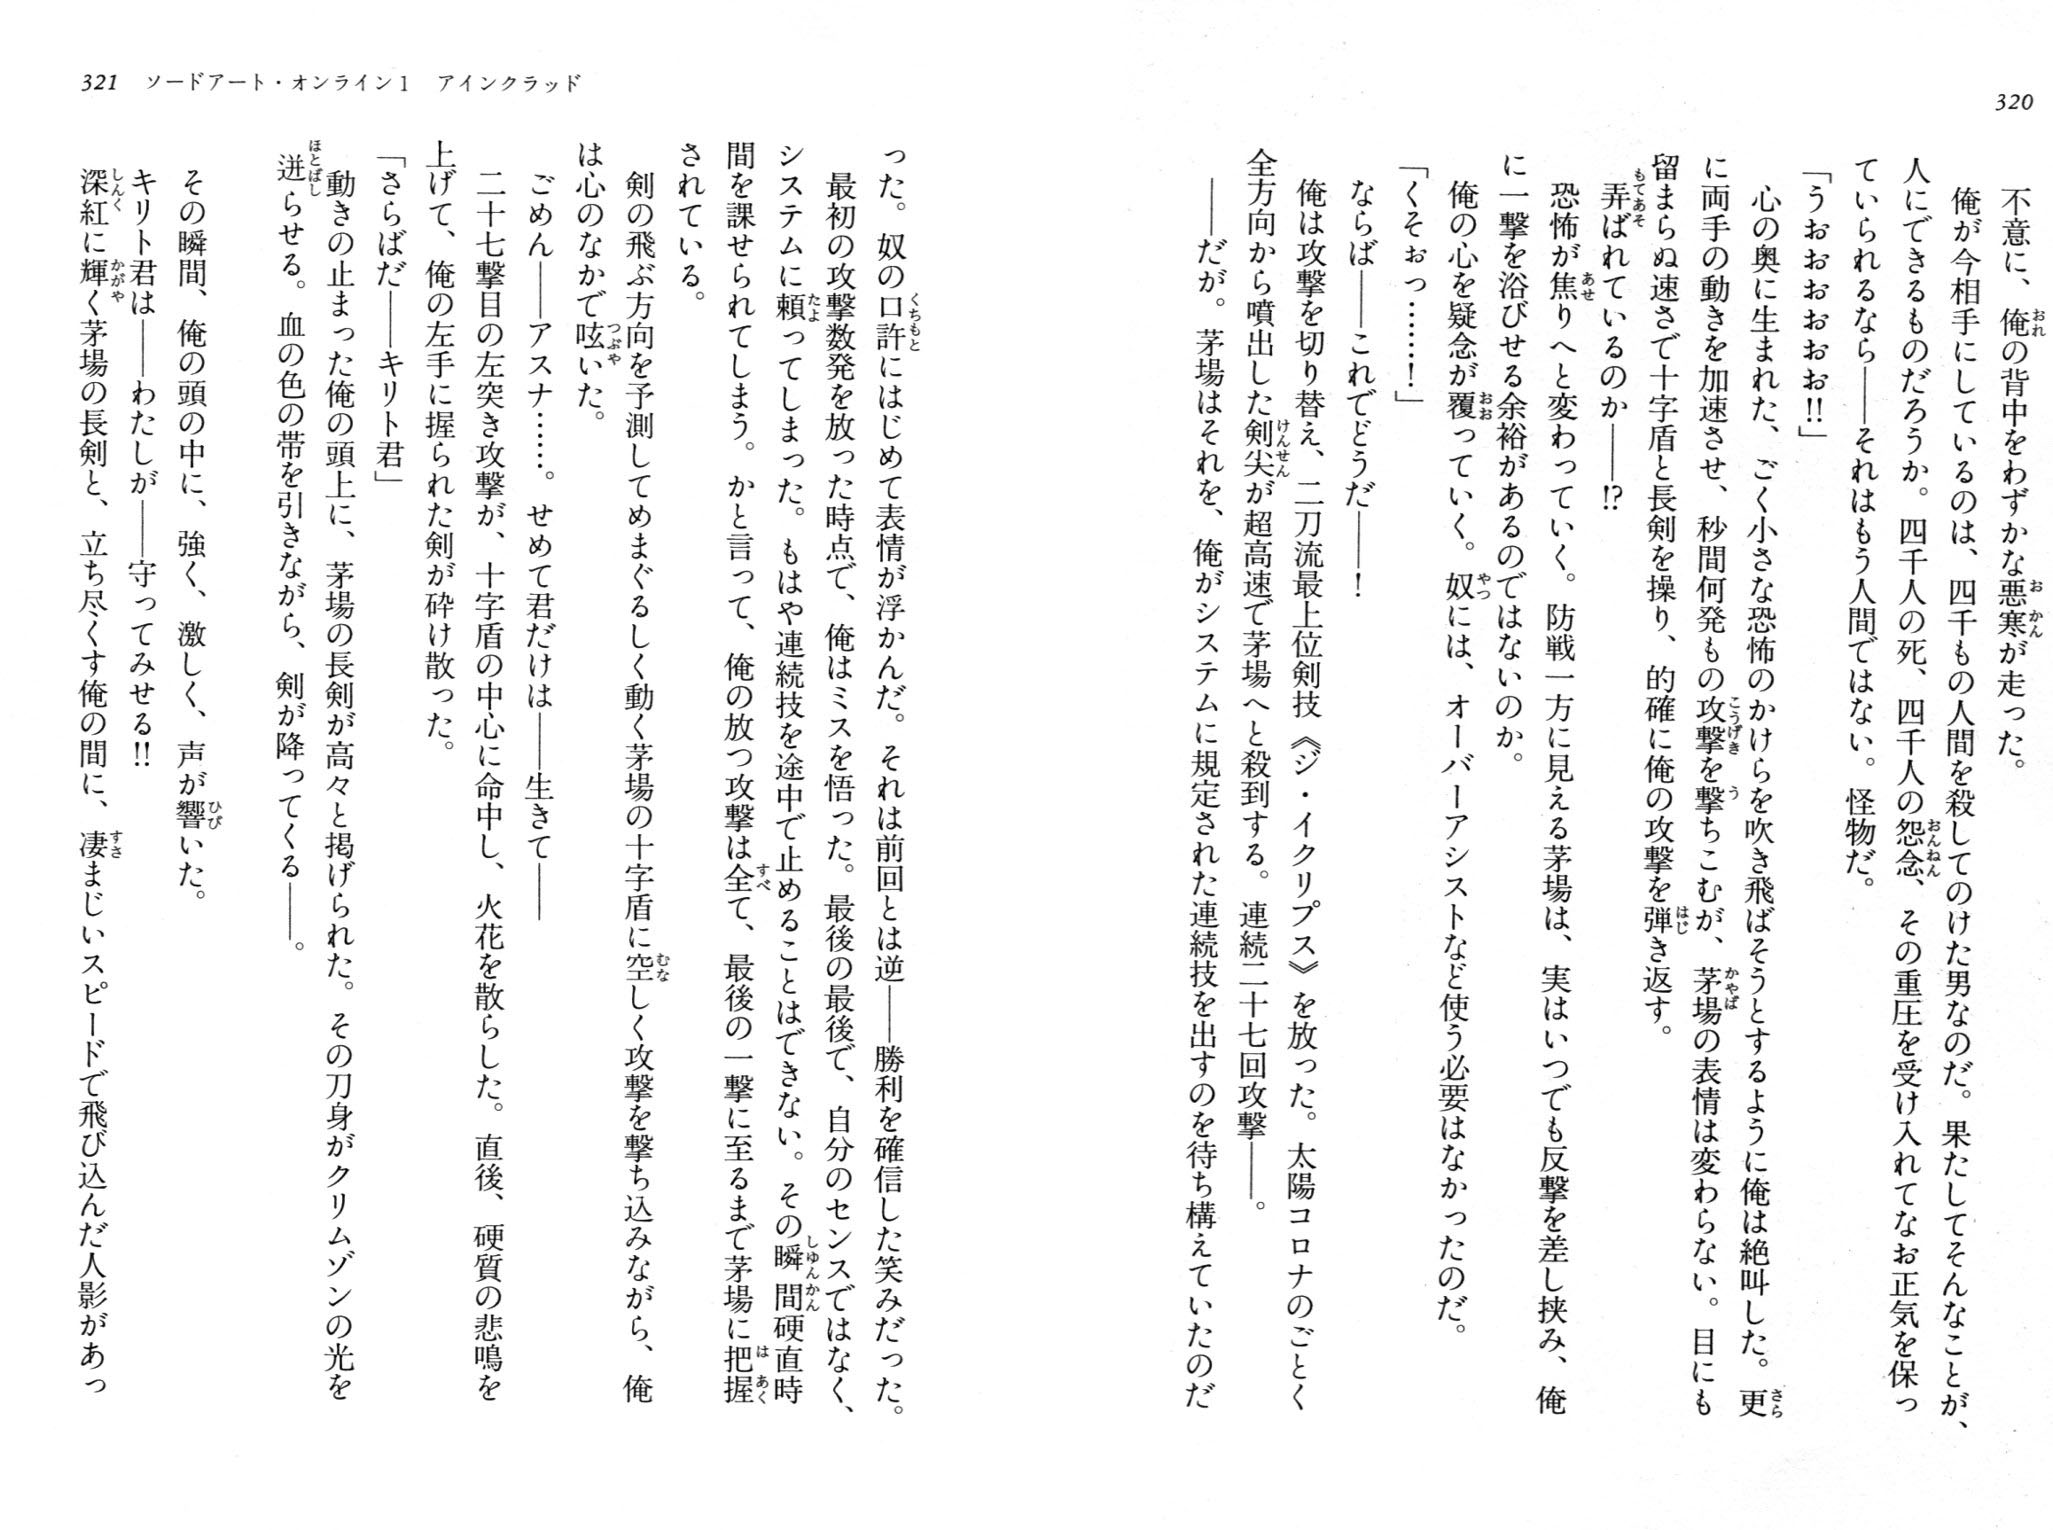 320
不意に、俺の背中をわずかな悪寒が走った。
俺が今相手にしているのは、四千もの人間を殺してのけた男なのだ。果たしてそんなことが、
人にできるものだろうか。四千人の死、四千人の怨念、その重圧を受け入れてなお正気を保っ
ていられるなら――それはもう人間ではない。怪物だ。
「うおおおおおお!!」
心の奥に生まれた、ごく小さな恐怖のかけらを吹き飛ばそうとするように俺は絶叫した。更
に両手の動きを加速させ、秒間何発もの攻撃を撃ちこむが、茅場の表情は変わらない。目にも
留まらぬ速さで十字盾と長剣を操り、的確に俺の攻撃を弾き返す。
弄ばれているのか――!?
恐怖が焦りへと変わっていく。防戦一方に見える茅場は、実はいつでも反撃を差し挟み、俺
に一撃を浴びせる余裕があるのではないのか。
俺の心を疑念が覆っていく。奴には、オーバーアシストなど使う必要はなかったのだ。
「くそぉっ……！」
ならば――これでどうだ――！
俺は攻撃を切り替え、二刀流最上位剣技《ジ・イクリプス》を放った。太陽コロナのごとく
全方向から噴出した剣尖が超高速で茅場へと殺到する。連続二十七回攻撃――。
――だが。茅場はそれを、俺がシステムに規定された連続技を出すのを待ち構えていたのだ
321 ソードアート・オンライン1 アインクラッド
った。奴の口許にはじめて表情が浮かんだ。それは前回とは逆――勝利を確信した笑みだった。
最初の攻撃数発を放った時点で、俺はミスを悟った。最後の最後で、自分のセンスではなく、
システムに頼ってしまった。もはや連続技を途中で止めることはできない。その瞬間硬直時
間を課せられてしまう。かと言って、俺の放つ攻撃は全て、最後の一撃に至るまで茅場に把握
されている。
剣の飛ぶ方向を予測してめまぐるしく動く茅場の十字盾に空しく攻撃を撃ち込みながら、俺
は心のなかで呟いた。
ごめん――アスナ……。せめて君だけは――生きて――
二十七撃目の左突き攻撃が、十字盾の中心に命中し、火花を散らした。直後、硬質の悲鳴を
上げて、俺の左手に握られた剣が砕け散った。
「さらばだ――キリト君」
動きの止まった俺の頭上に、茅場の長剣が高々と掲げられた。その刀身がクリムゾンの光を
迸らせる。血の色の帯を引きながら、剣が降ってくる――。
その瞬間、俺の頭の中に、強く、激しく、声が響いた。
キリト君は――わたしが――守ってみせる!!
深紅に輝く茅場の長剣と、立ち尽くす俺の間に、凄まじいスピードで飛び込んだ人影があっ